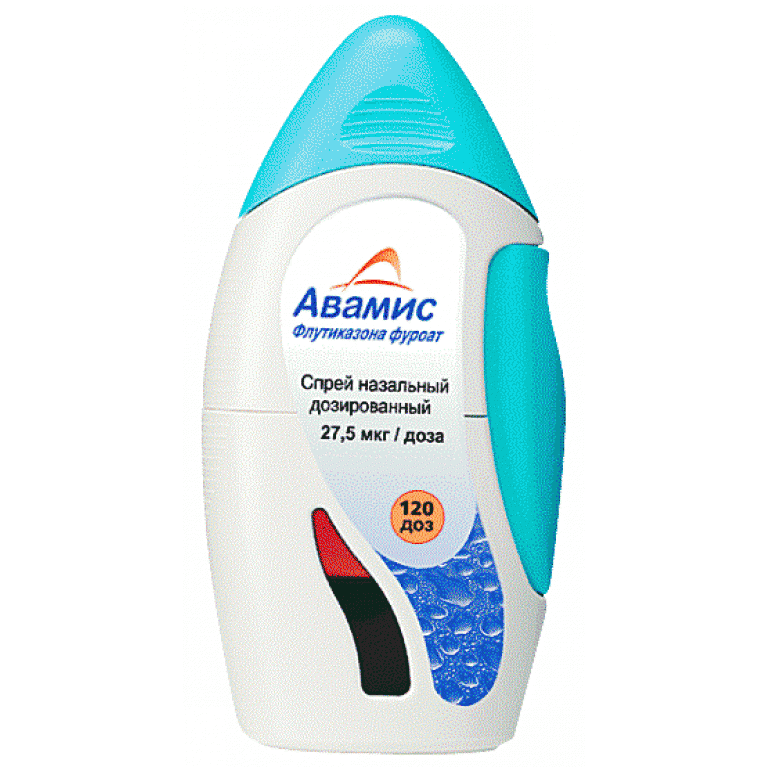 Авамис
Флутиказона фуроат
Спрей назальный
дозированный
27,5 мкг / доза
120
доз